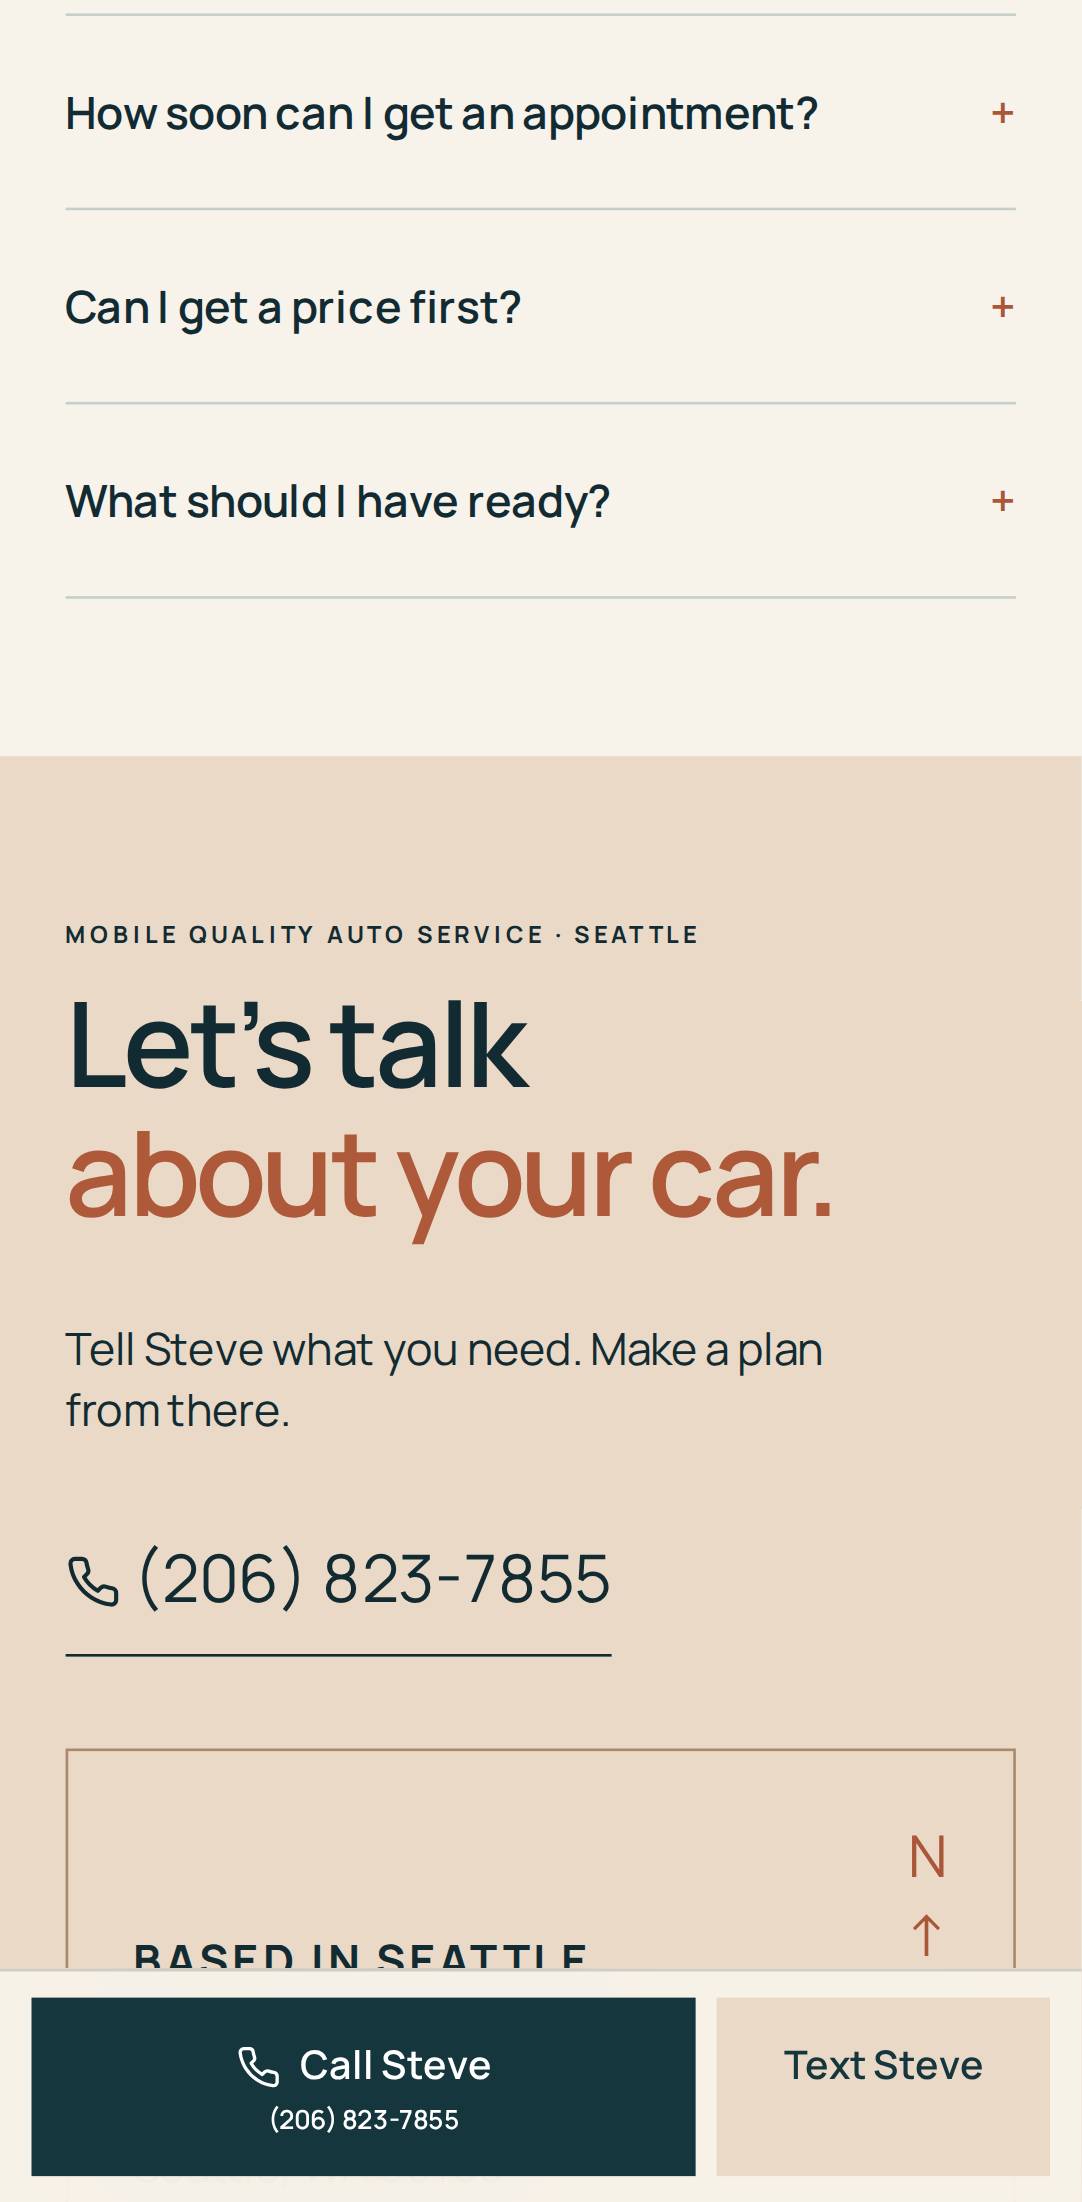 How soon can I get an appointment? +
Can I get a price first? +
What should I have ready? +
MOBILE QUALITY AUTO SERVICE · SEATTLE
Let’s talk
about your car.
Tell Steve what you need. Make a plan
from there.
(206) 823-7855
N
↑
BASED IN SEATTLE
Call Steve
(206) 823-7855
Text Steve